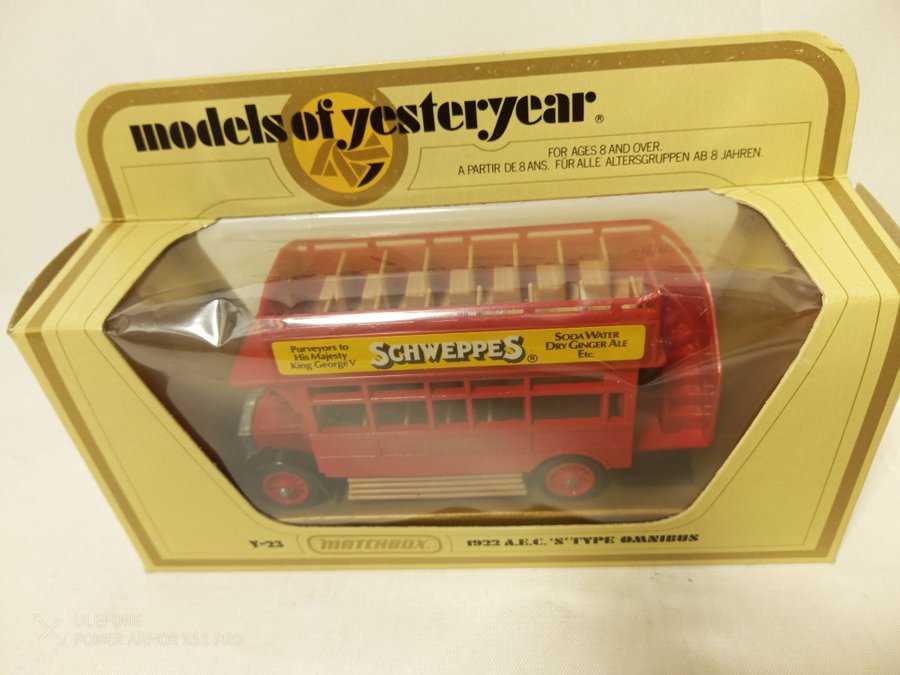 models of yesteryear®
FOR AGES 8 AND OVER.
A PARTIR DE 8 ANS. FÜR ALLE ALTERSGRUPPEN AB 8 JAHREN.
Purveyors to
His Majesty
King George V
SCHWEPPES®
SODA WATER
DRY GINGER ALE
Etc.
Y-23
MATCHBOX
1922 A.E.C. 'S' TYPE OMNIBUS
ULEFONE
POWER ARMOR X11 PRO